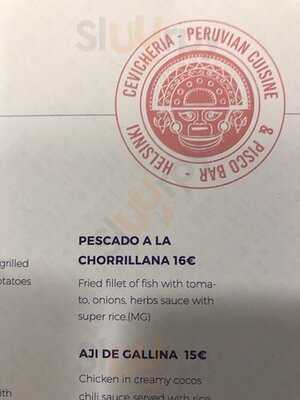 CEVICHERIA - PERUVIAN CUISINE
& PISCO BAR - HELSINKI
PESCADO A LA
CHORRILLANA 16€
grilled
otatoes
Fried fillet of fish with toma-
to, onions, herbs sauce with
super rice.(MG)
AJI DE GALLINA 15€
Chicken in creamy cocos
ith
chili sauce served with rice